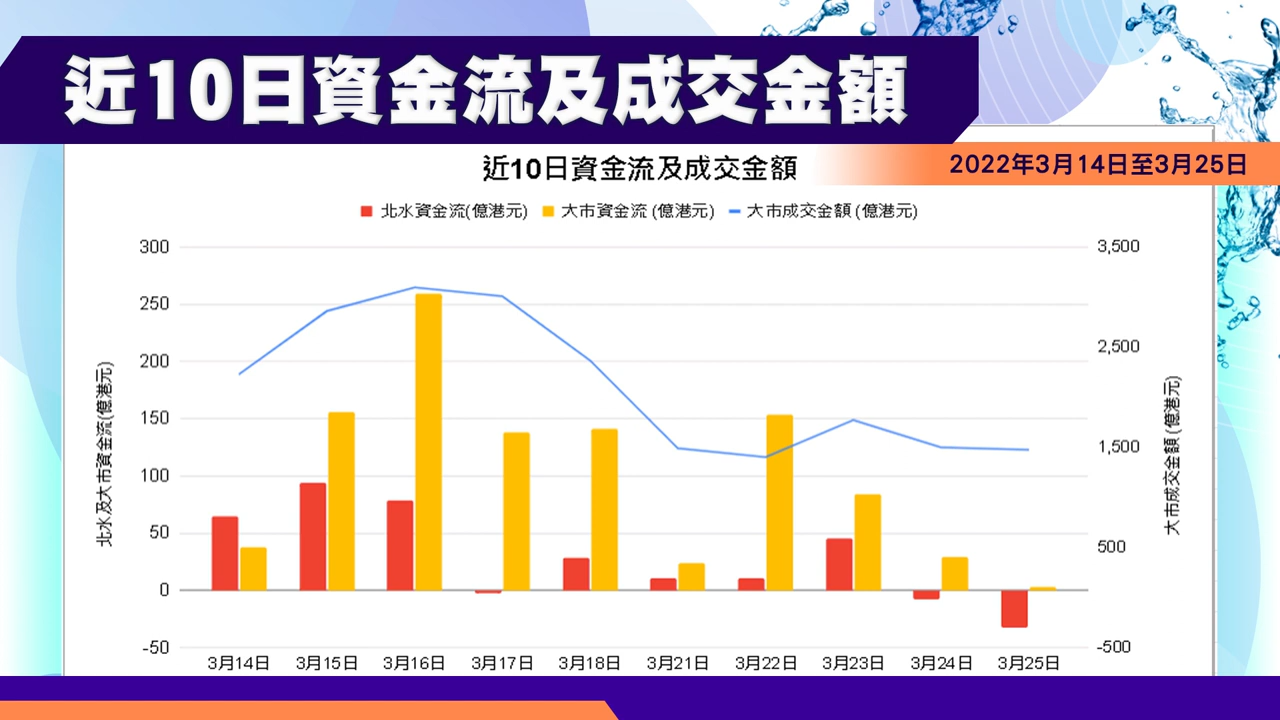 近10日資金流及成交金額
2022年3月14日至3月25日
近10日資金流及成交金額
北水資金流(億港元) 大市資金流 (億港元) 大市成交金額 (億港元)
300 3,500
250
200 2,500
150
100 1,500
50
0 500
-50 -500
北水及大市資金流(億港元)
大市成交金額 (億港元)
3月14日 3月15日 3月16日 3月17日 3月18日 3月21日 3月22日 3月23日 3月24日 3月25日